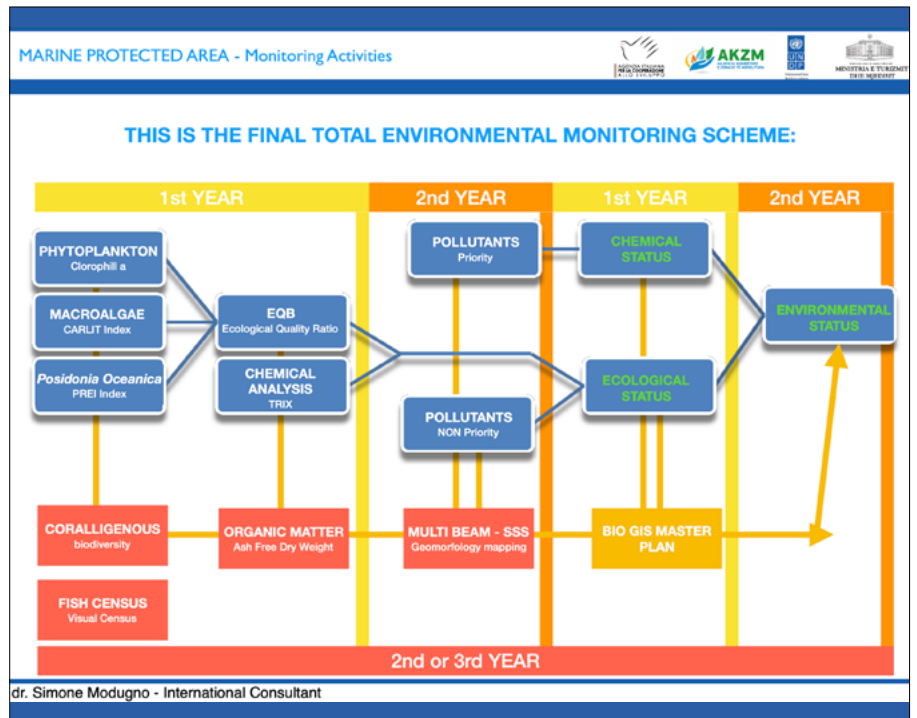 MARINE PROTECTED AREA - Monitoring Activities
AKZM
U N
D P
MINISTRIA E TURIZMIT
DHE MJEDISIT
THIS IS THE FINAL TOTAL ENVIRONMENTAL MONITORING SCHEME:
1st YEAR
2nd YEAR
1st YEAR
2nd YEAR
PHYTOPLANKTON
Clorophill a
MACROALGAE
CARLIT Index
Posidonia Oceanica
PREI Index
EQB
Ecological Quality Ratio
CHEMICAL
ANALYSIS
TRIX
POLLUTANTS
Priority
POLLUTANTS
NON Priority
CHEMICAL
STATUS
ECOLOGICAL
STATUS
ENVIRONMENTAL
STATUS
CORALLIGENOUS
biodiversity
ORGANIC MATTER
Ash Free Dry Weight
MULTI BEAM - SSS
Geomorfology mapping
BIO GIS MASTER
PLAN
FISH CENSUS
Visual Census
2nd or 3rd YEAR
dr. Simone Modugno - International Consultant